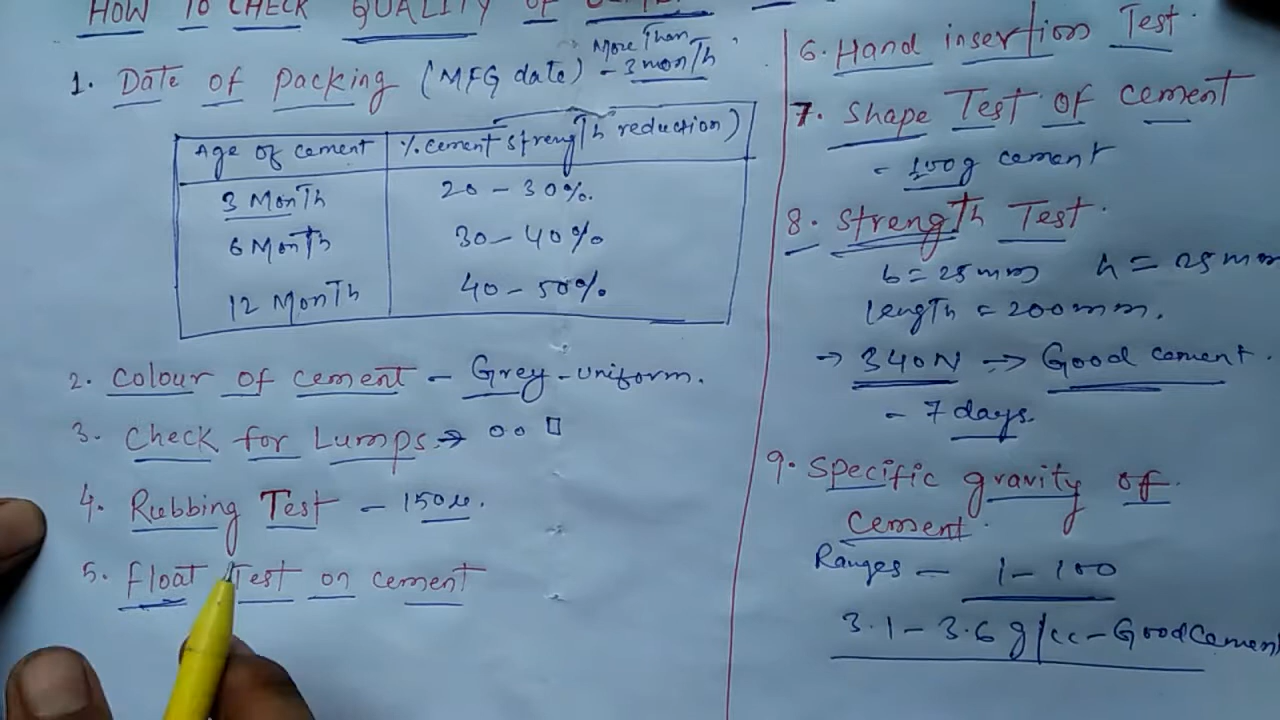 HOW TO CHECK QUALITY OF
1. Date of Packing (MFG date) - More Than 3 month
Age of cement | % cement strength reduction)
3 Month 20 - 30%.
6 Month 30 - 40%
12 Month 40 - 50%
2. Colour of cement - Grey - uniform.
3. Check for Lumps → 00
4. Rubbing Test - 150u.
5. Float Test on cement
6. Hand insertion Test.
7. Shape Test of cement
- 100g cement
8. Strength Test.
b = 25mm h = 25mm
length = 200mm.
→ 340N → Good cement.
- 7 days.
9. Specific gravity of
cement.
Ranges - 1 - 100
3.1 - 3.6 g/cc - Good Cement